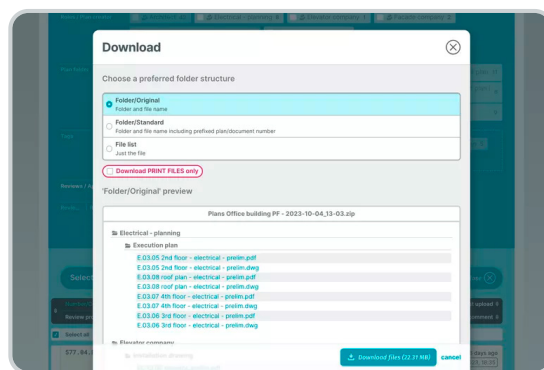 Download
Choose a preferred folder structure
Folder/Original
Folder and file name
Folder/Standard
Folder and file name including prefixed plan/document number
File list
Just the file
Download PRINT FILES only
'Folder/Original' preview
Plans Office building PF - 2023-10-04_13-03.zip
Electrical - planning
Execution plan
E.03.05 2nd floor - electrical - prelim.pdf
E.03.05 2nd floor - electrical - prelim.dwg
E.03.08 roof plan - electrical - prelim.pdf
E.03.08 roof plan - electrical - prelim.dwg
E.03.07 4th floor - electrical - prelim.pdf
E.03.07 4th floor - electrical - prelim.dwg
E.03.06 3rd floor - electrical - prelim.pdf
E.03.06 3rd floor - electrical - prelim.dwg
Elevator company
Installation drawing
Download files (22.31 MB)
cancel
Select all